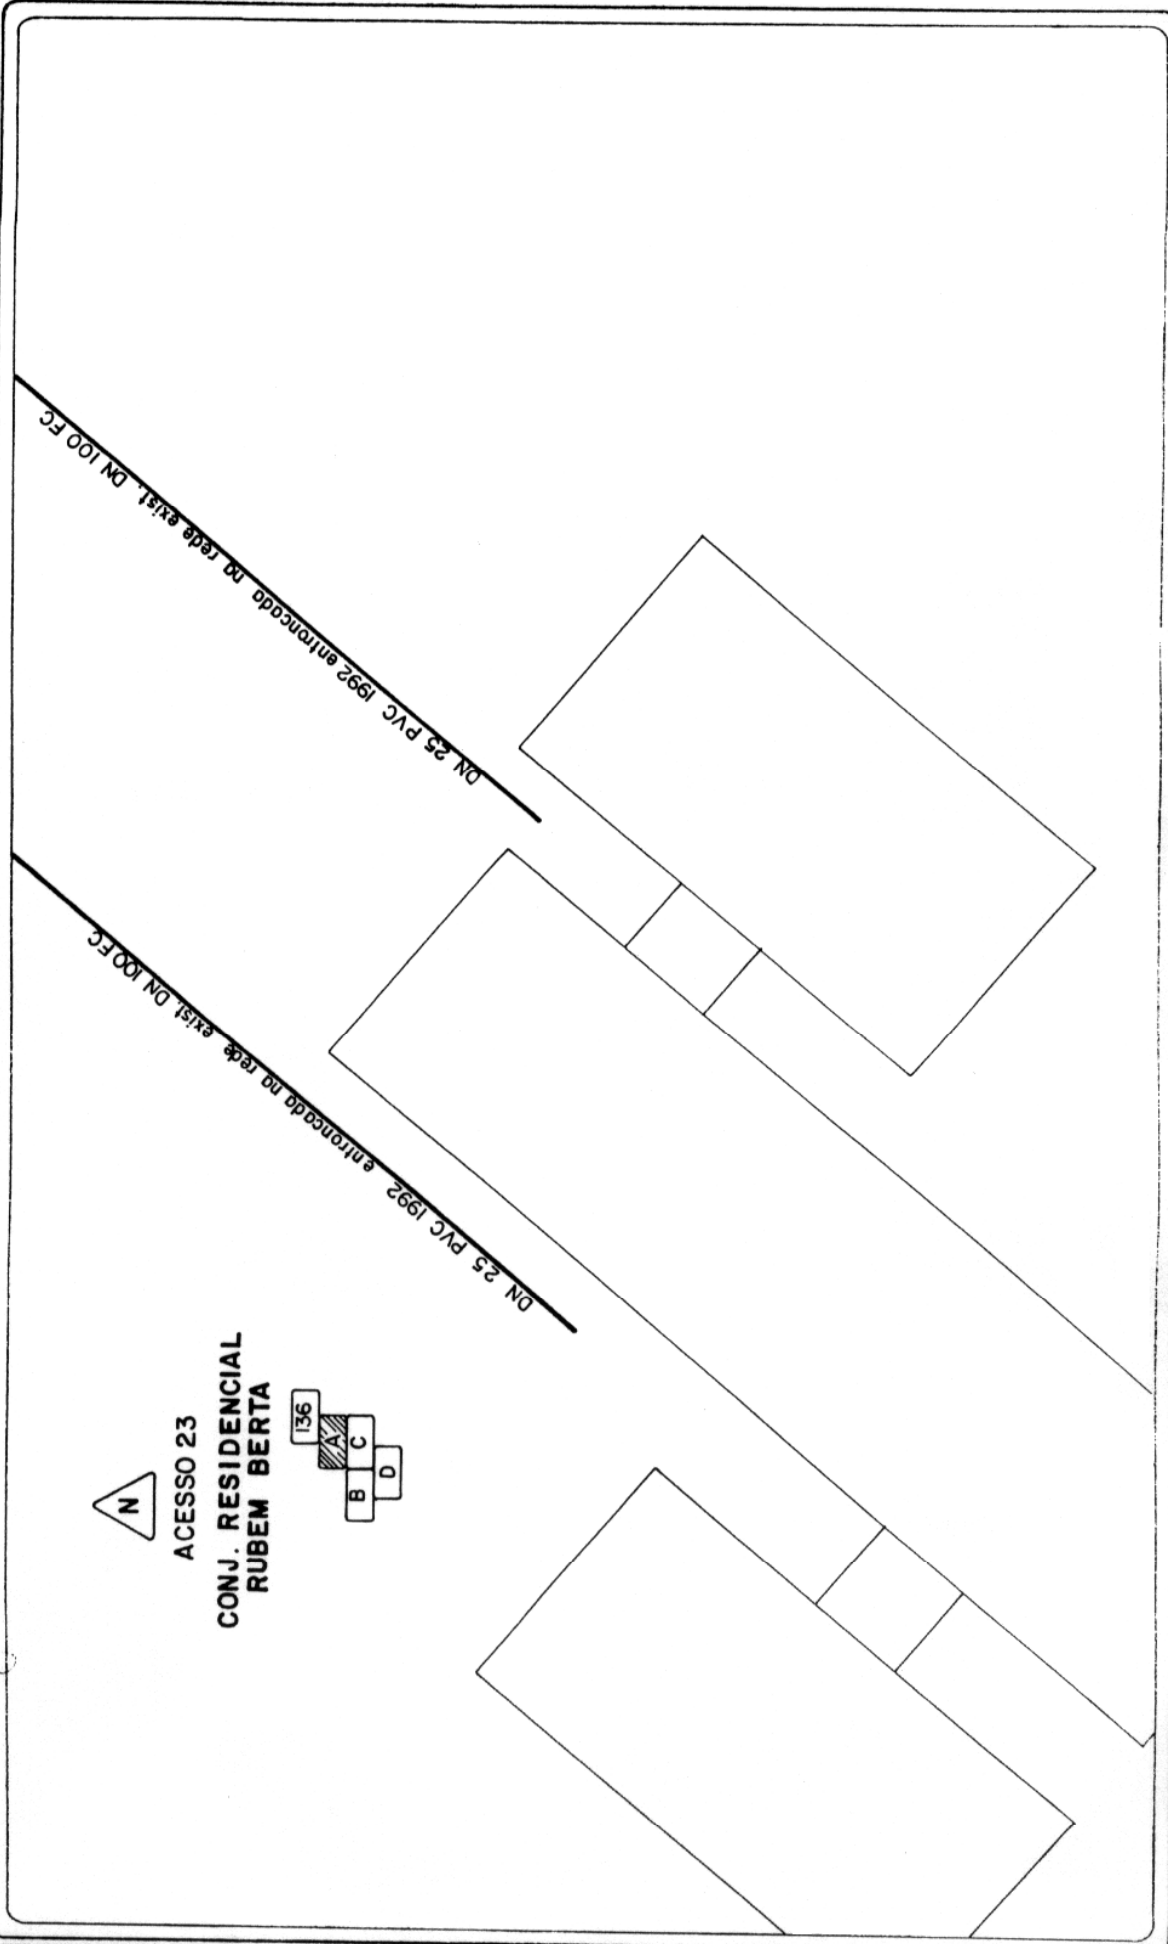 N
ACESSO 23
CONJ. RESIDENCIAL
RUBEM BERTA
136
A
B C
D
DN 25 PVC 1992 entroncada na rede exist. DN 100 FC
DN 25 PVC 1992 entroncada na rede exist. DN 100 FC